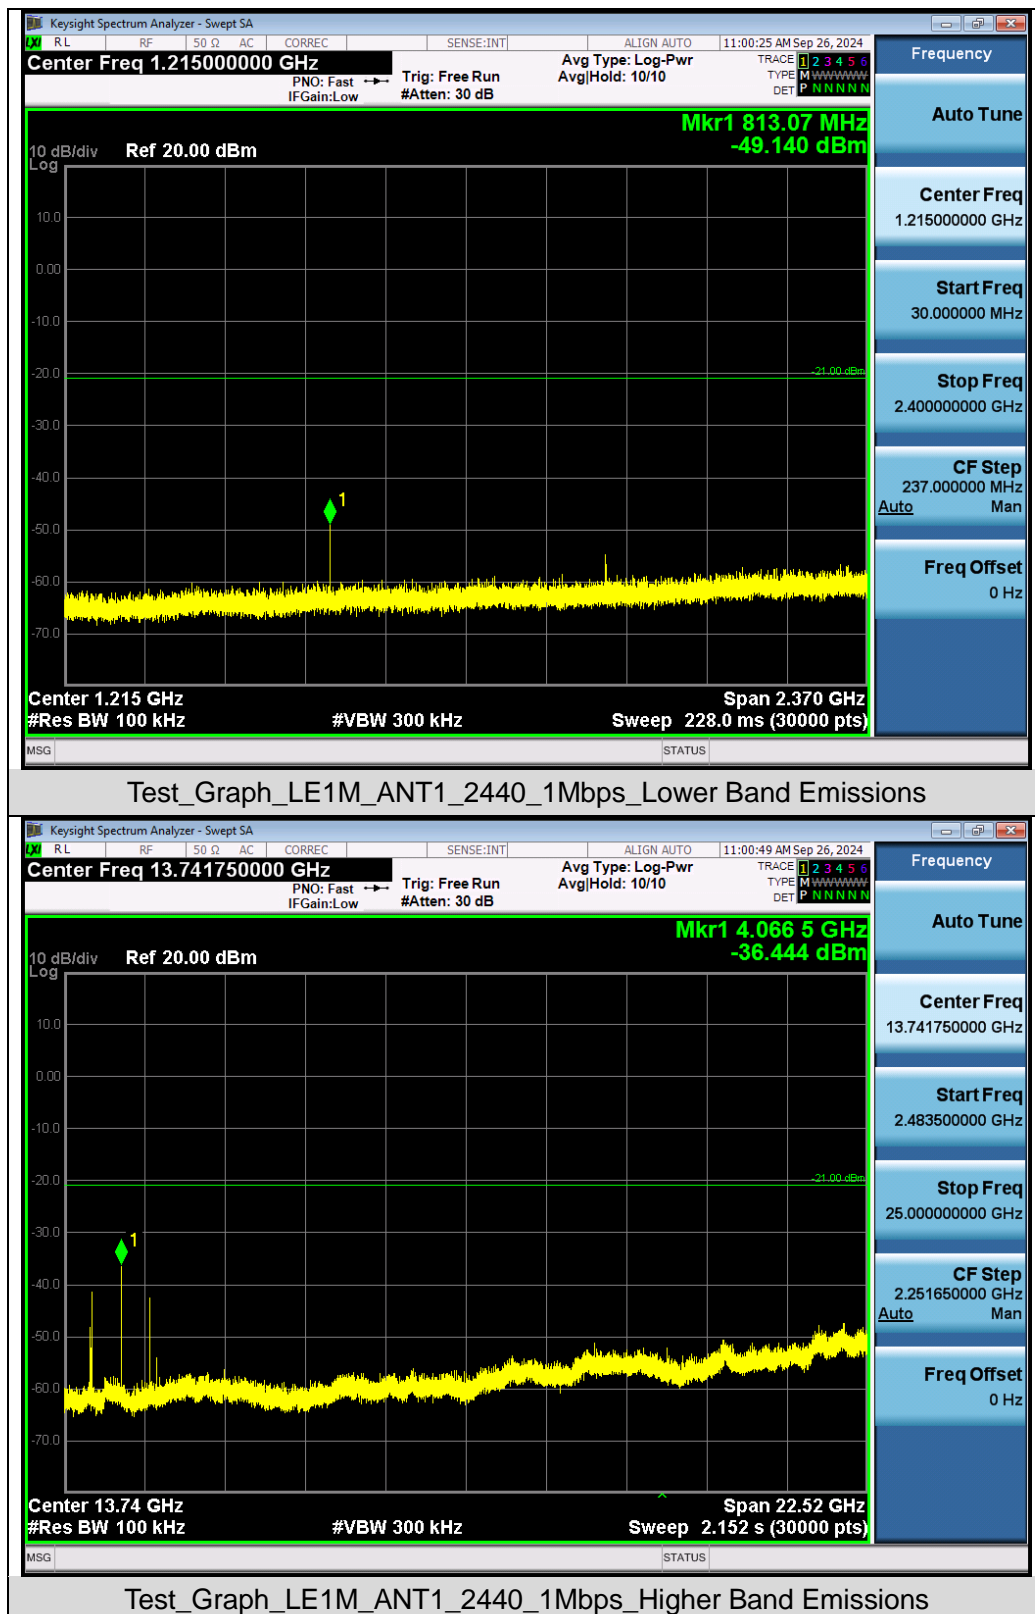 Keysight Spectrum Analyzer - Swept SA
LXI RL RF 50 Ω AC CORREC SENSE:INT ALIGN AUTO 11:00:25 AM Sep 26, 2024
Center Freq 1.215000000 GHz
PNO: Fast
IFGain:Low
Trig: Free Run
#Atten: 30 dB
Avg Type: Log-Pwr
Avg|Hold: 10/10
TRACE 1 2 3 4 5 6
TYPE M WWWWW
DET P N N N N N
Mkr1 813.07 MHz
-49.140 dBm
10 dB/div Ref 20.00 dBm
Log
10.0
0.00
-10.0
-20.0
-21.00 dBm
-30.0
-40.0
1
-50.0
-60.0
-70.0
Center 1.215 GHz Span 2.370 GHz
#Res BW 100 kHz #VBW 300 kHz Sweep 228.0 ms (30000 pts)
MSG STATUS
Frequency
Auto Tune
Center Freq
1.215000000 GHz
Start Freq
30.000000 MHz
Stop Freq
2.400000000 GHz
CF Step
237.000000 MHz
Auto Man
Freq Offset
0 Hz
Test_Graph_LE1M_ANT1_2440_1Mbps_Lower Band Emissions
Keysight Spectrum Analyzer - Swept SA
LXI RL RF 50 Ω AC CORREC SENSE:INT ALIGN AUTO 11:00:49 AM Sep 26, 2024
Center Freq 13.741750000 GHz
PNO: Fast
IFGain:Low
Trig: Free Run
#Atten: 30 dB
Avg Type: Log-Pwr
Avg|Hold: 10/10
TRACE 1 2 3 4 5 6
TYPE M WWWWW
DET P N N N N N
Mkr1 4.066 5 GHz
-36.444 dBm
10 dB/div Ref 20.00 dBm
Log
10.0
0.00
-10.0
-20.0
-21.00 dBm
-30.0
1
-40.0
-50.0
-60.0
-70.0
Center 13.74 GHz Span 22.52 GHz
#Res BW 100 kHz #VBW 300 kHz Sweep 2.152 s (30000 pts)
MSG STATUS
Frequency
Auto Tune
Center Freq
13.741750000 GHz
Start Freq
2.483500000 GHz
Stop Freq
25.000000000 GHz
CF Step
2.251650000 GHz
Auto Man
Freq Offset
0 Hz
Test_Graph_LE1M_ANT1_2440_1Mbps_Higher Band Emissions